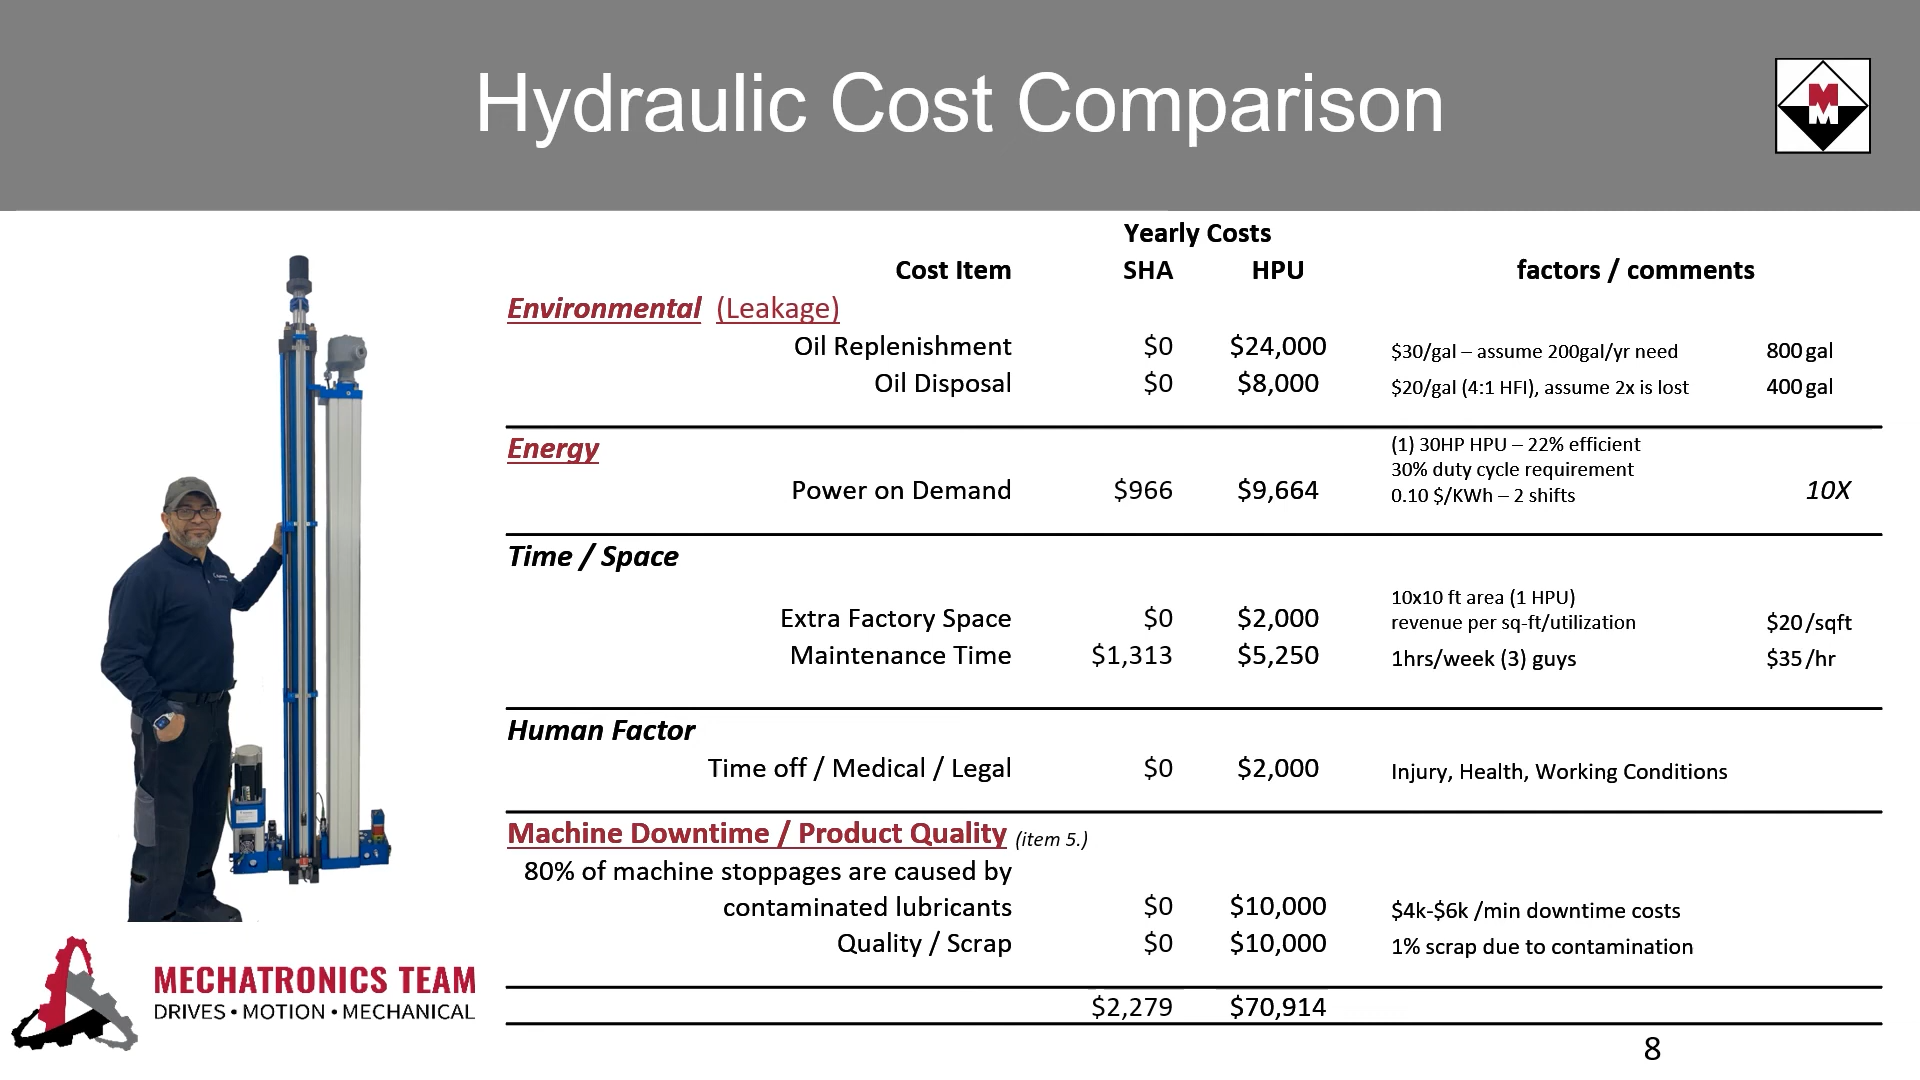 Hydraulic Cost Comparison
M
M
Yearly Costs
Cost Item SHA HPU factors / comments
Environmental (Leakage)
Oil Replenishment $0 $24,000 $30/gal – assume 200gal/yr need 800 gal
Oil Disposal $0 $8,000 $20/gal (4:1 HFI), assume 2x is lost 400 gal
Energy
(1) 30HP HPU – 22% efficient
30% duty cycle requirement
Power on Demand $966 $9,664 0.10 $/KWh – 2 shifts 10X
Time / Space
10x10 ft area (1 HPU)
Extra Factory Space $0 $2,000 revenue per sq-ft/utilization $20 /sqft
Maintenance Time $1,313 $5,250 1hrs/week (3) guys $35 /hr
Human Factor
Time off / Medical / Legal $0 $2,000 Injury, Health, Working Conditions
Machine Downtime / Product Quality (item 5.)
80% of machine stoppages are caused by
contaminated lubricants $0 $10,000 $4k-$6k /min downtime costs
Quality / Scrap $0 $10,000 1% scrap due to contamination
$2,279 $70,914
MECHATRONICS TEAM
DRIVES • MOTION • MECHANICAL
8